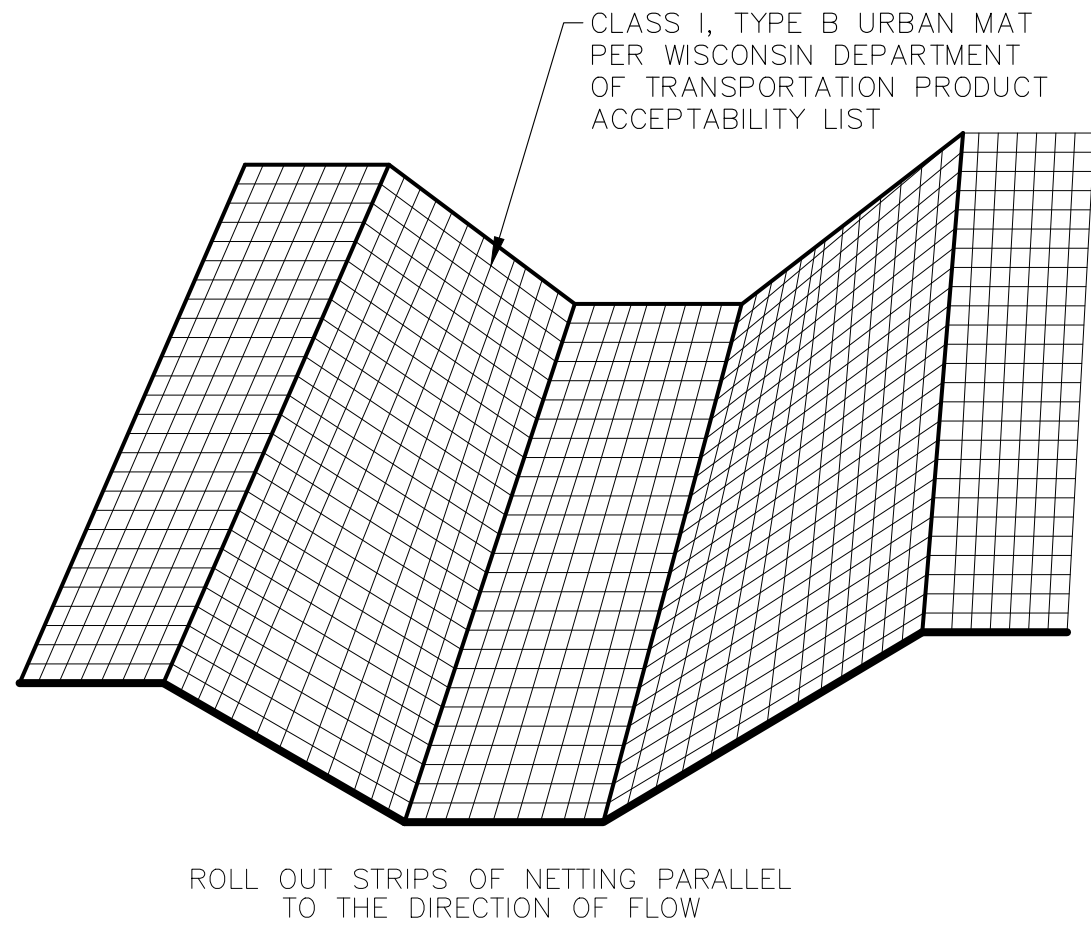 CLASS I, TYPE B URBAN MAT
PER WISCONSIN DEPARTMENT
OF TRANSPORTATION PRODUCT
ACCEPTABILITY LIST
ROLL OUT STRIPS OF NETTING PARALLEL
TO THE DIRECTION OF FLOW